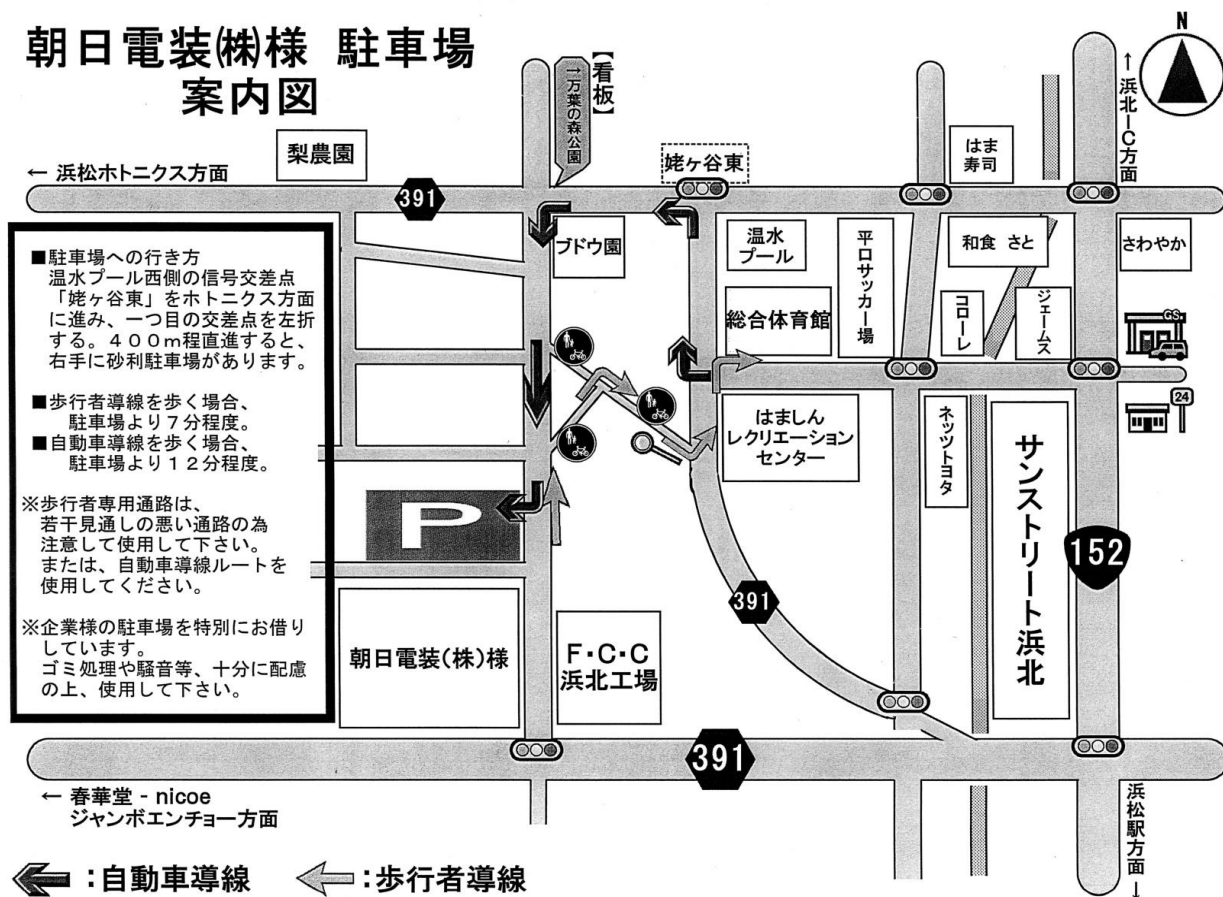 朝日電装㈱様 駐車場
案内図
N
【看板】
→万葉の森公園
↑浜北IC方面
梨農園
姥ヶ谷東
はま
寿司
← 浜松ホトニクス方面
391
ブドウ園
温水
プール
平口サッカー場
和食 さと
さわやか
■駐車場への行き方
温水プール西側の信号交差点
「姥ヶ谷東」をホトニクス方面
に進み、一つ目の交差点を左折
する。400m程直進すると、
右手に砂利駐車場があります。
■歩行者導線を歩く場合、
駐車場より7分程度。
■自動車導線を歩く場合、
駐車場より12分程度。
※歩行者専用通路は、
若干見通しの悪い通路の為
注意して使用して下さい。
または、自動車導線ルートを
使用してください。
※企業様の駐車場を特別にお借り
しています。
ゴミ処理や騒音等、十分に配慮
の上、使用して下さい。
総合体育館
コローレ
ジェームス
GS
24
はましん
レクリエーション
センター
ネッツトヨタ
サンストリート浜北
152
P
391
朝日電装(株)様
F・C・C
浜北工場
391
← 春華堂 - nicoe
ジャンボエンチョー方面
浜松駅方面↓
:自動車導線
:歩行者導線